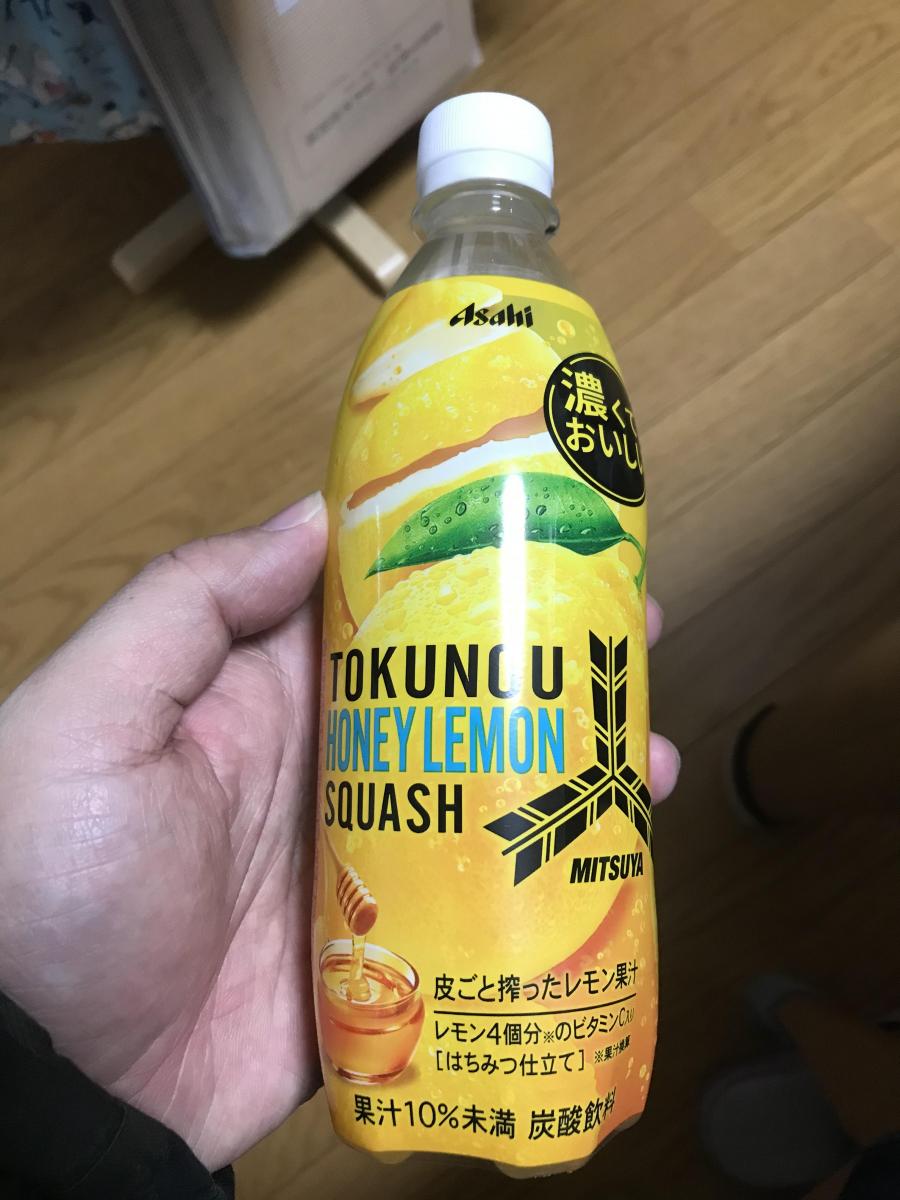 Asahi
濃くて
おいしい
TOKUNOU
HONEY LEMON
SQUASH
MITSUYA
皮ごと搾ったレモン果汁
レモン4個分※のビタミンC入り
[はちみつ仕立て] ※果汁換算
果汁10%未満 炭酸飲料